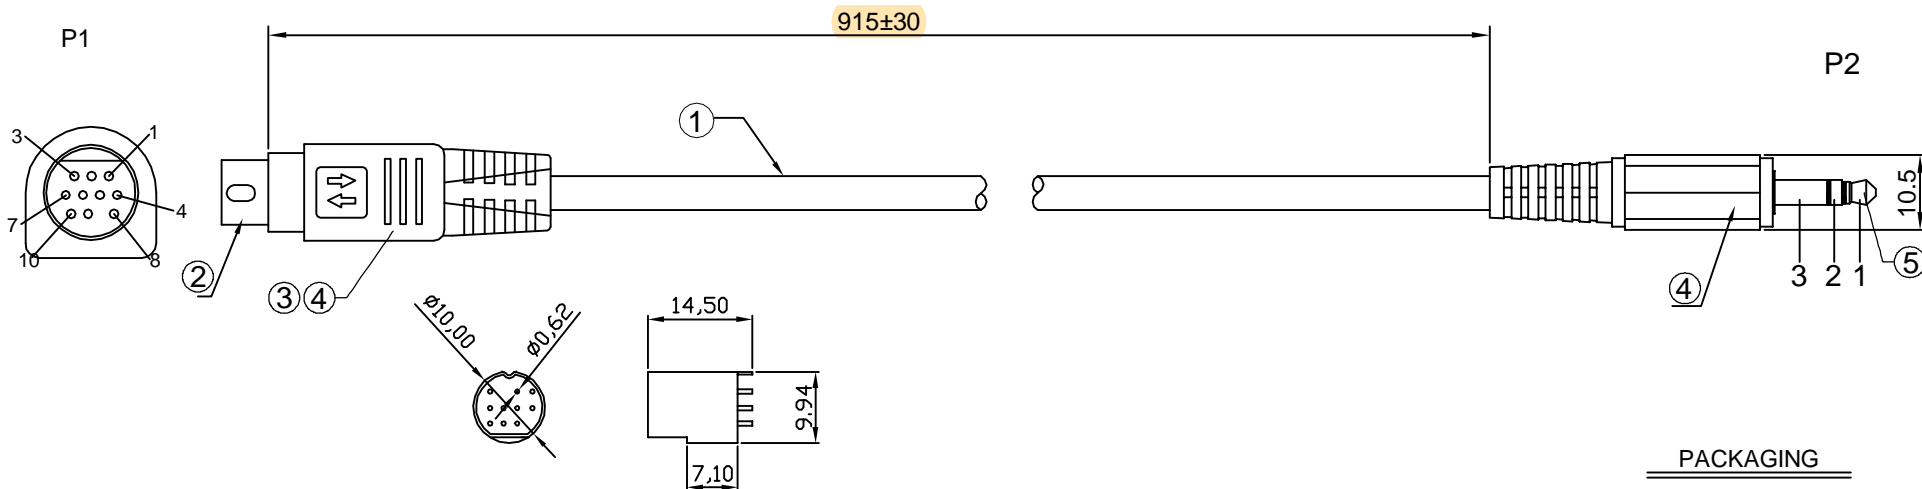 915±30
P1
P2
3
1
7
4
10
8
①
②
③ ④
④
⑤
3 2 1
10.5
ø10,00
ø0,62
14,50
9.94
7,10
PACKAGING